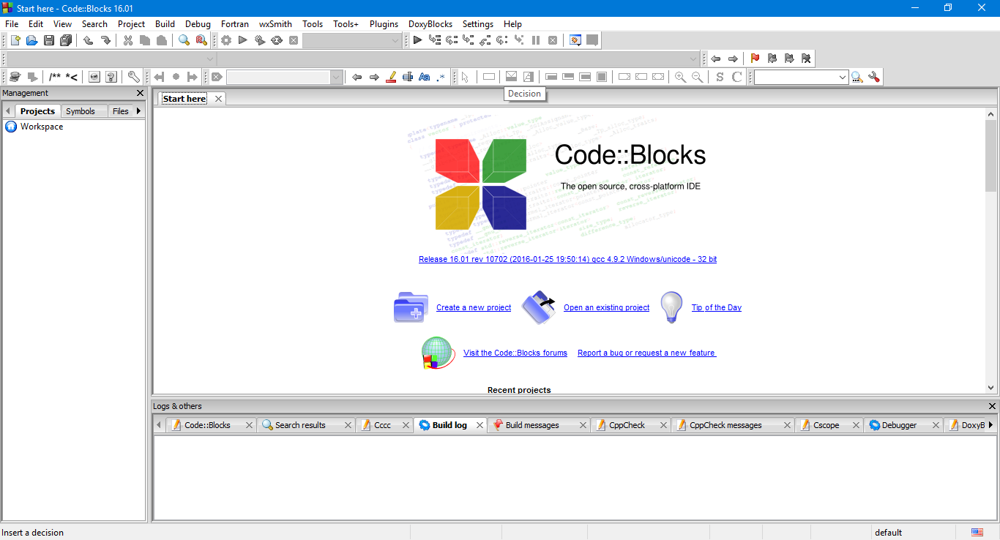 Start here - Code::Blocks 16.01
File Edit View Search Project Build Debug Fortran wxSmith Tools Tools+ Plugins DoxyBlocks Settings Help
/** *< ? Aa .* S C
Management
Decision
Projects Symbols Files
Start here
Workspace
Code::Blocks
The open source, cross-platform IDE
Release 16.01 rev 10702 (2016-01-25 19:50:14) gcc 4.9.2 Windows/unicode - 32 bit
Create a new project Open an existing project Tip of the Day
Visit the Code::Blocks forums Report a bug or request a new feature
Recent projects
Logs & others
Code::Blocks Search results Cccc Build log Build messages CppCheck CppCheck messages Cscope Debugger DoxyB
Insert a decision default